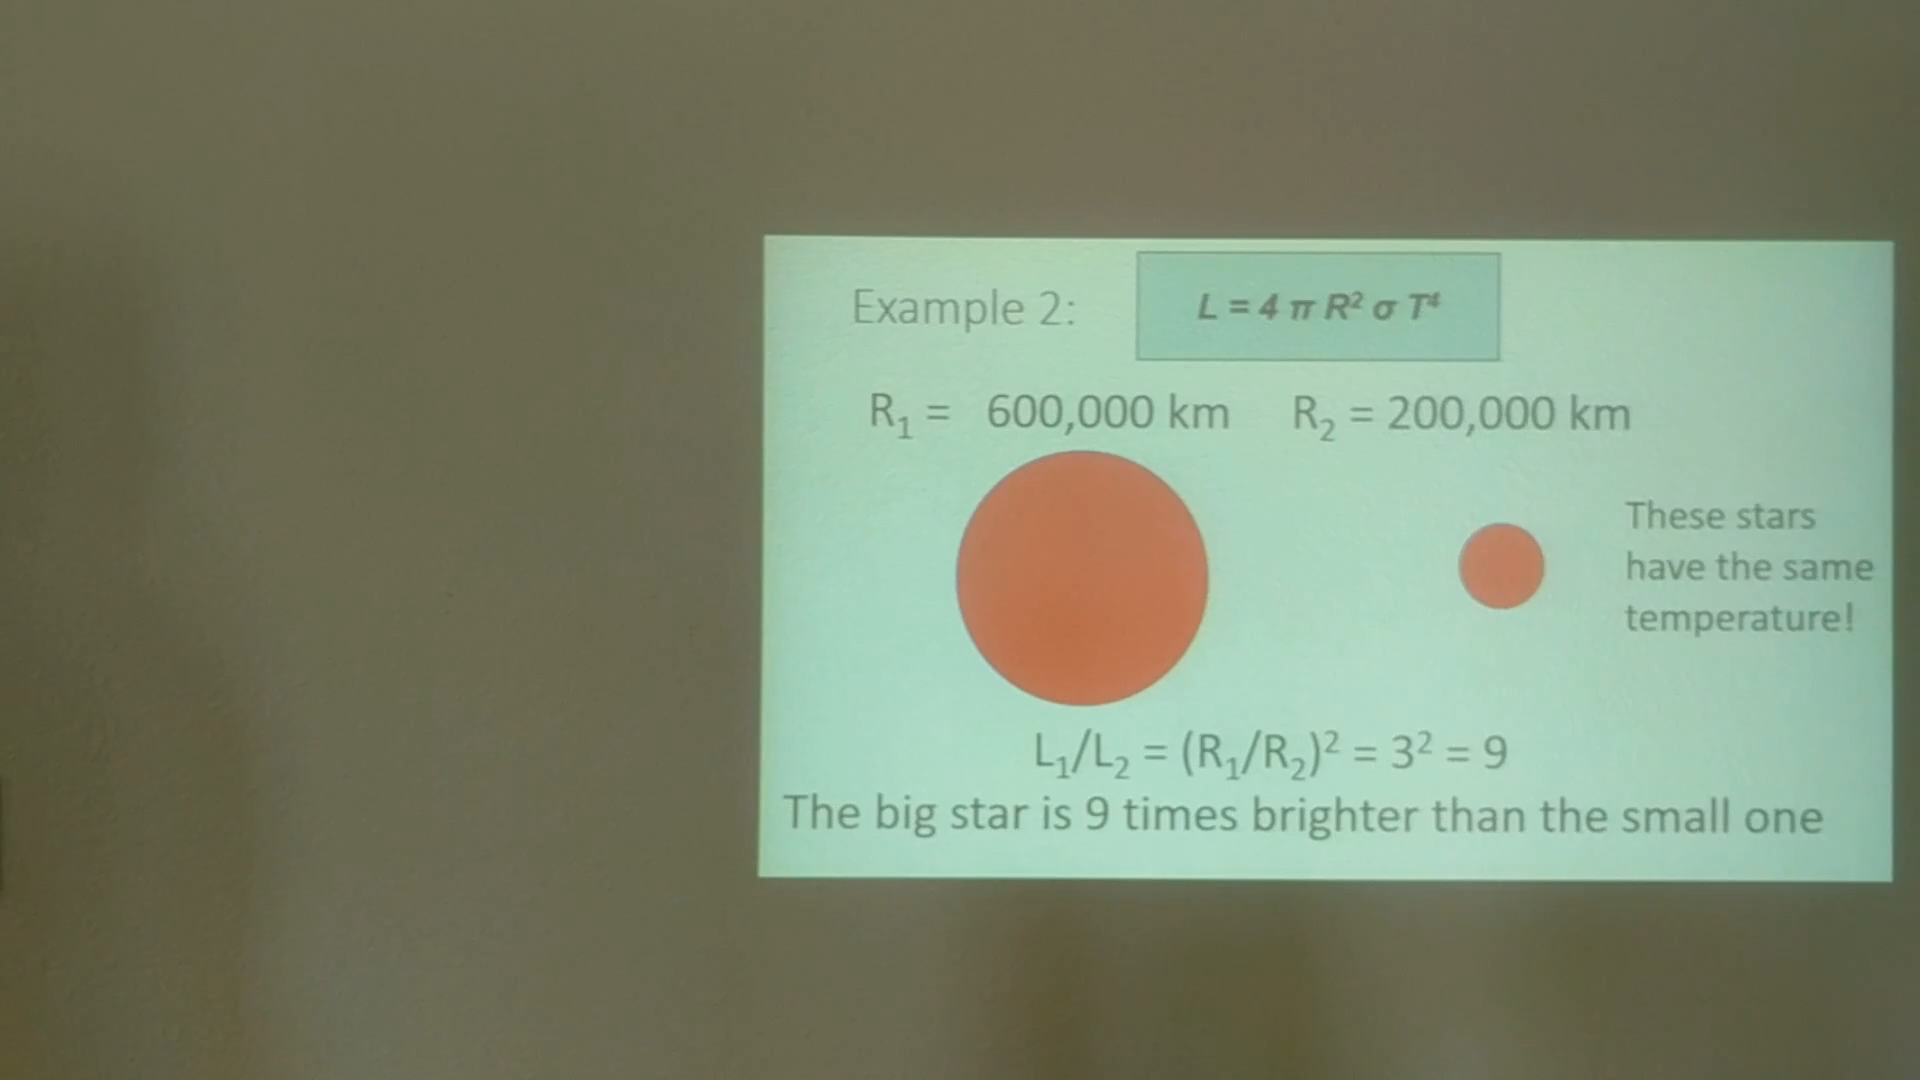 Example 2:
L = 4 π R² σ T⁴
R₁ = 600,000 km R₂ = 200,000 km
These stars
have the same
temperature!
L₁/L₂ = (R₁/R₂)² = 3² = 9
The big star is 9 times brighter than the small one